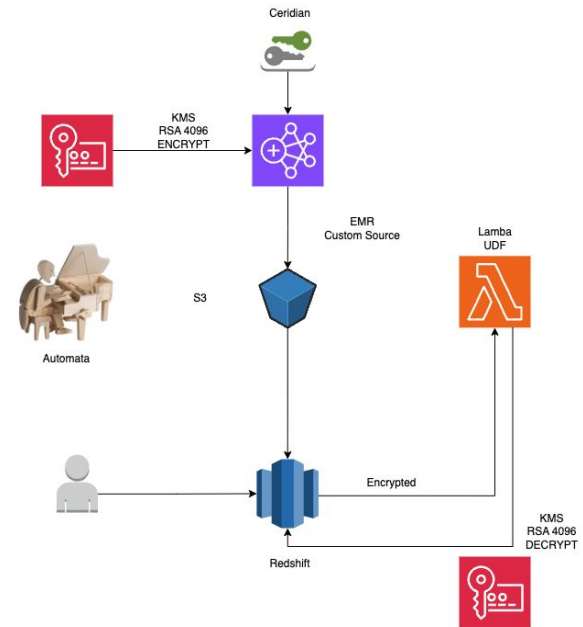 Ceridian
KMS
RSA 4096
ENCRYPT
EMR
Custom Source
Lamba
UDF
S3
Automata
Encrypted
KMS
RSA 4096
DECRYPT
Redshift